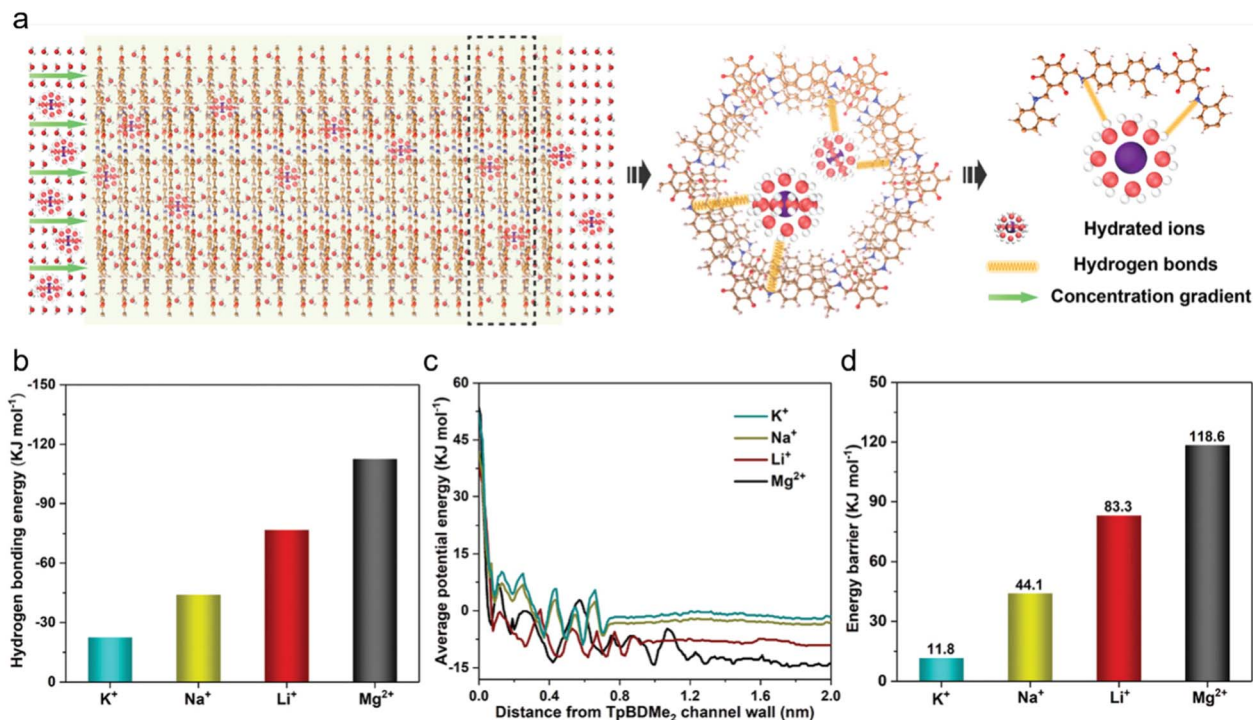 a
Hydrated ions
Hydrogen bonds
Concentration gradient
b
Hydrogen bonding energy (KJ mol⁻¹)
-150
-120
-90
-60
-30
0
K⁺ Na⁺ Li⁺ Mg²⁺
c
Average potential energy (KJ mol⁻¹)
60
45
30
15
0
-15
K⁺
Na⁺
Li⁺
Mg²⁺
0.0 0.4 0.8 1.2 1.6 2.0
Distance from TpBDMe₂ channel wall (nm)
d
Energy barrier (KJ mol⁻¹)
50
120
90
60
30
0
11.8
44.1
83.3
118.6
K⁺ Na⁺ Li⁺ Mg²⁺